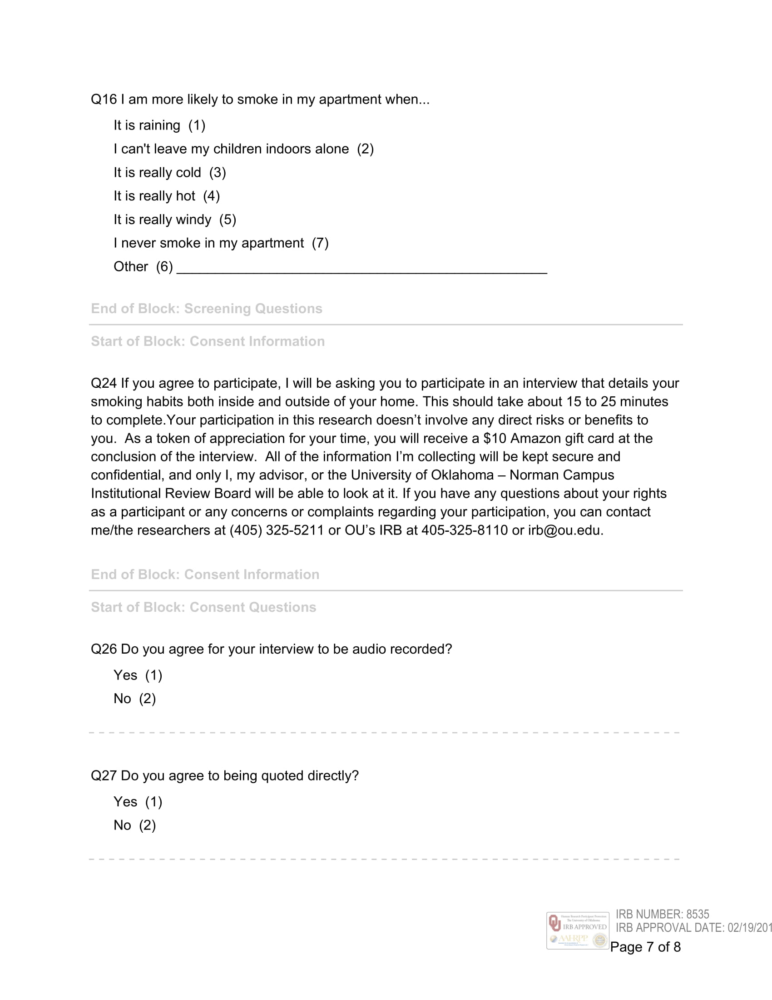 Q16 I am more likely to smoke in my apartment when...
It is raining (1)
I can't leave my children indoors alone (2)
It is really cold (3)
It is really hot (4)
It is really windy (5)
I never smoke in my apartment (7)
Other (6) ________________________________________________
End of Block: Screening Questions
Start of Block: Consent Information
Q24 If you agree to participate, I will be asking you to participate in an interview that details your
smoking habits both inside and outside of your home. This should take about 15 to 25 minutes
to complete.Your participation in this research doesn’t involve any direct risks or benefits to
you. As a token of appreciation for your time, you will receive a $10 Amazon gift card at the
conclusion of the interview. All of the information I’m collecting will be kept secure and
confidential, and only I, my advisor, or the University of Oklahoma – Norman Campus
Institutional Review Board will be able to look at it. If you have any questions about your rights
as a participant or any concerns or complaints regarding your participation, you can contact
me/the researchers at (405) 325-5211 or OU’s IRB at 405-325-8110 or irb@ou.edu.
End of Block: Consent Information
Start of Block: Consent Questions
Q26 Do you agree for your interview to be audio recorded?
Yes (1)
No (2)
Q27 Do you agree to being quoted directly?
Yes (1)
No (2)
Human Research Participant Protection
The University of Oklahoma
IRB APPROVED
AAHRPP
IRB NUMBER: 8535
IRB APPROVAL DATE: 02/19/201
Page 7 of 8